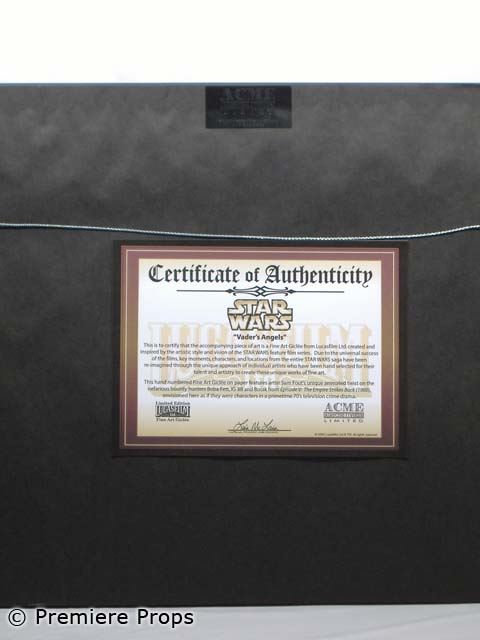 ACME
Certificate of Authenticity
STAR
WARS
"Vader's Angels"
This is to certify that the accompanying piece of art is a Fine Art Giclée from Lucasfilm Ltd. created and
inspired by the artistic style and vision of the STAR WARS feature film series. Due to the universal success
of the films, key moments, characters, and locations from the entire STAR WARS saga have been
re-imagined through the unique approach of individual artists who have been hand selected for their
talent and artistry to create these unique works of fine art.
This hand numbered Fine Art Giclée on paper features artist Sam Fout's unique animated twist on the
nefarious bounty hunters Boba Fett, IG-88 and Bossk from Episode V: The Empire Strikes Back (1980),
envisioned here as if they were characters in a primetime 70's television crime drama.
Limited Edition
LUCASFILM
Fine Art Giclée
ACME
LIMITED
© Premiere Props